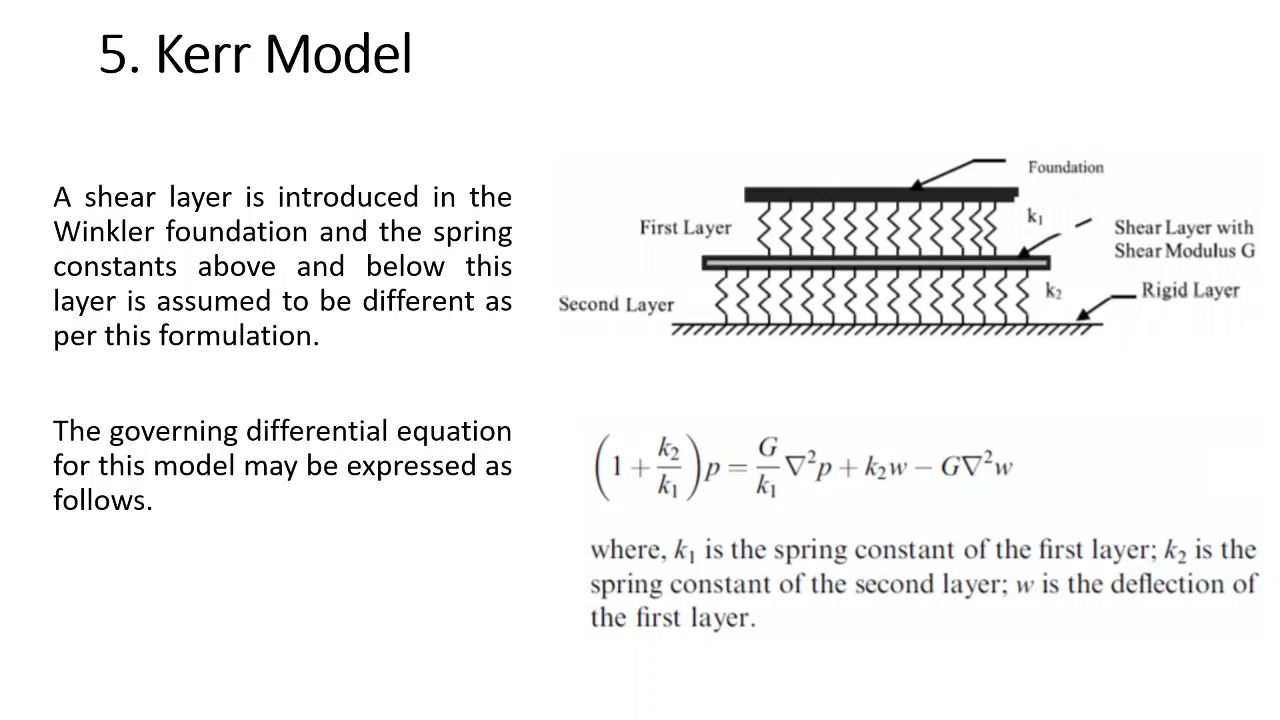 5. Kerr Model
A shear layer is introduced in the
Winkler foundation and the spring
constants above and below this
layer is assumed to be different as
per this formulation.
The governing differential equation
for this model may be expressed as
follows.
Foundation
First Layer
k₁
Shear Layer with
Shear Modulus G
Second Layer
k₂
Rigid Layer
(1 + k₂/k₁)p = G/k₁ ∇²p + k₂w − G∇²w
where, k₁ is the spring constant of the first layer; k₂ is the
spring constant of the second layer; w is the deflection of
the first layer.